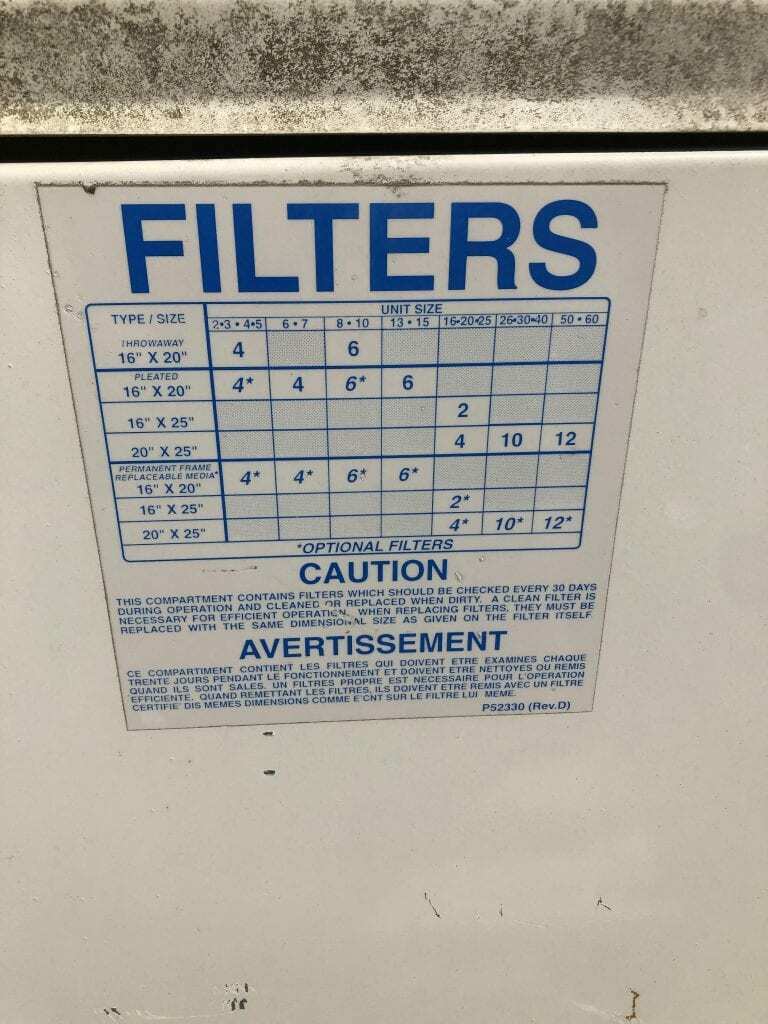 FILTERS
TYPE / SIZE UNIT SIZE
2•3•4•5 6•7 8•10 13•15 16•20•25 26•30•40 50•60
THROWAWAY
16" X 20" 4 6
PLEATED
16" X 20" 4* 4 6* 6
16" X 25" 2
20" X 25" 4 10 12
PERMANENT FRAME
REPLACEABLE MEDIA*
16" X 20" 4* 4* 6* 6*
16" X 25" 2*
20" X 25" 4* 10* 12*
*OPTIONAL FILTERS
CAUTION
THIS COMPARTMENT CONTAINS FILTERS WHICH SHOULD BE CHECKED EVERY 30 DAYS
DURING OPERATION AND CLEANED OR REPLACED WHEN DIRTY. A CLEAN FILTER IS
NECESSARY FOR EFFICIENT OPERATION. WHEN REPLACING FILTERS, THEY MUST BE
REPLACED WITH THE SAME DIMENSIONAL SIZE AS GIVEN ON THE FILTER ITSELF.
AVERTISSEMENT
CE COMPARTIMENT CONTIENT LES FILTRES QUI DOIVENT ETRE EXAMINES CHAQUE
TRENTE JOURS PENDANT LE FONCTIONNEMENT ET DOIVENT ETRE NETTOYES OU REMIS
QUAND ILS SONT SALES. UN FILTRES PROPRE EST NECESSAIRE POUR L'OPERATION
EFFICIENTE. QUAND REMETTANT LES FILTRES, ILS DOIVENT ETRE REMIS AVEC UN FILTRE
CERTIFIE DIS MEMES DIMENSIONS COMME E'CNT SUR LE FILTRE LUI MEME.
P52330 (Rev.D)